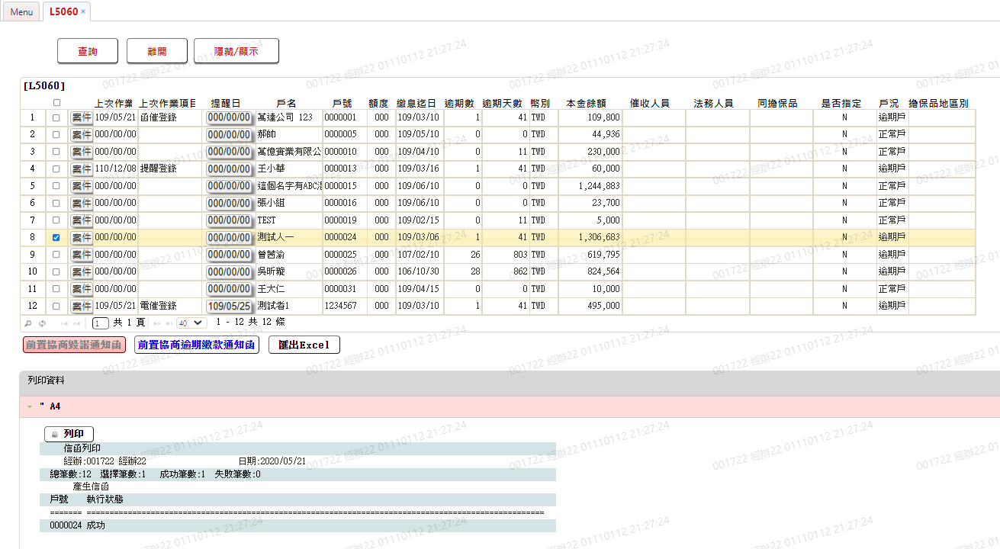 Menu L5060 ×
查詢 離開 隱藏/顯示
[L5060]
上次作業 上次作業項目 提醒日 戶名 戶號 額度 繳息迄日 逾期數 逾期天數 幣別 本金餘額 催收人員 法務人員 同擔保品 是否指定 戶況 擔保品地區別
1 案件 109/05/21 函催登錄 000/00/00 萬達公司 123 0000001 000 109/03/10 1 41 TWD 109,800 N 逾期戶
2 案件 000/00/00 000/00/00 郝帥 0000005 000 109/05/10 0 0 TWD 44,936 N 正常戶
3 案件 000/00/00 000/00/00 萬億實業有限公 0000010 000 109/04/10 0 11 TWD 230,000 N 正常戶
4 案件 110/12/08 提醒登錄 000/00/00 王小華 0000013 000 109/03/16 1 41 TWD 60,000 N 逾期戶
5 案件 000/00/00 000/00/00 這個名字有ABC 0000015 000 109/06/10 0 0 TWD 1,244,883 N 正常戶
6 案件 000/00/00 000/00/00 張小組 0000016 000 109/06/10 0 0 TWD 23,700 N 正常戶
7 案件 000/00/00 000/00/00 TEST 0000019 000 109/02/15 0 11 TWD 5,000 N 正常戶
8 案件 000/00/00 000/00/00 測試人一 0000024 000 109/03/06 1 41 TWD 1,306,683 N 逾期戶
9 案件 000/00/00 000/00/00 曾茜渝 0000025 000 107/02/10 26 803 TWD 619,795 N 逾期戶
10 案件 000/00/00 000/00/00 吳昕璇 0000026 000 106/10/30 28 862 TWD 824,564 N 逾期戶
11 案件 000/00/00 000/00/00 王大仁 0000031 000 109/04/15 0 0 TWD 10,000 N 正常戶
12 案件 109/05/21 電催登錄 109/05/25 測試者1 1234567 000 109/03/10 1 41 TWD 495,000 N 逾期戶
1 共 1 頁 40 1 - 12 共 12 條
前置協商毀諾通知函 前置協商逾期繳款通知函 匯出Excel
列印資料
" A4
列印
信函列印
經辦:001722 經辦22 日期:2020/05/21
總筆數:12 選擇筆數:1 成功筆數:1 失敗筆數:0
產生信函
戶號 執行狀態
======= ====================================================================================================
0000024 成功
001722 經辦22 01110112 21:27:24